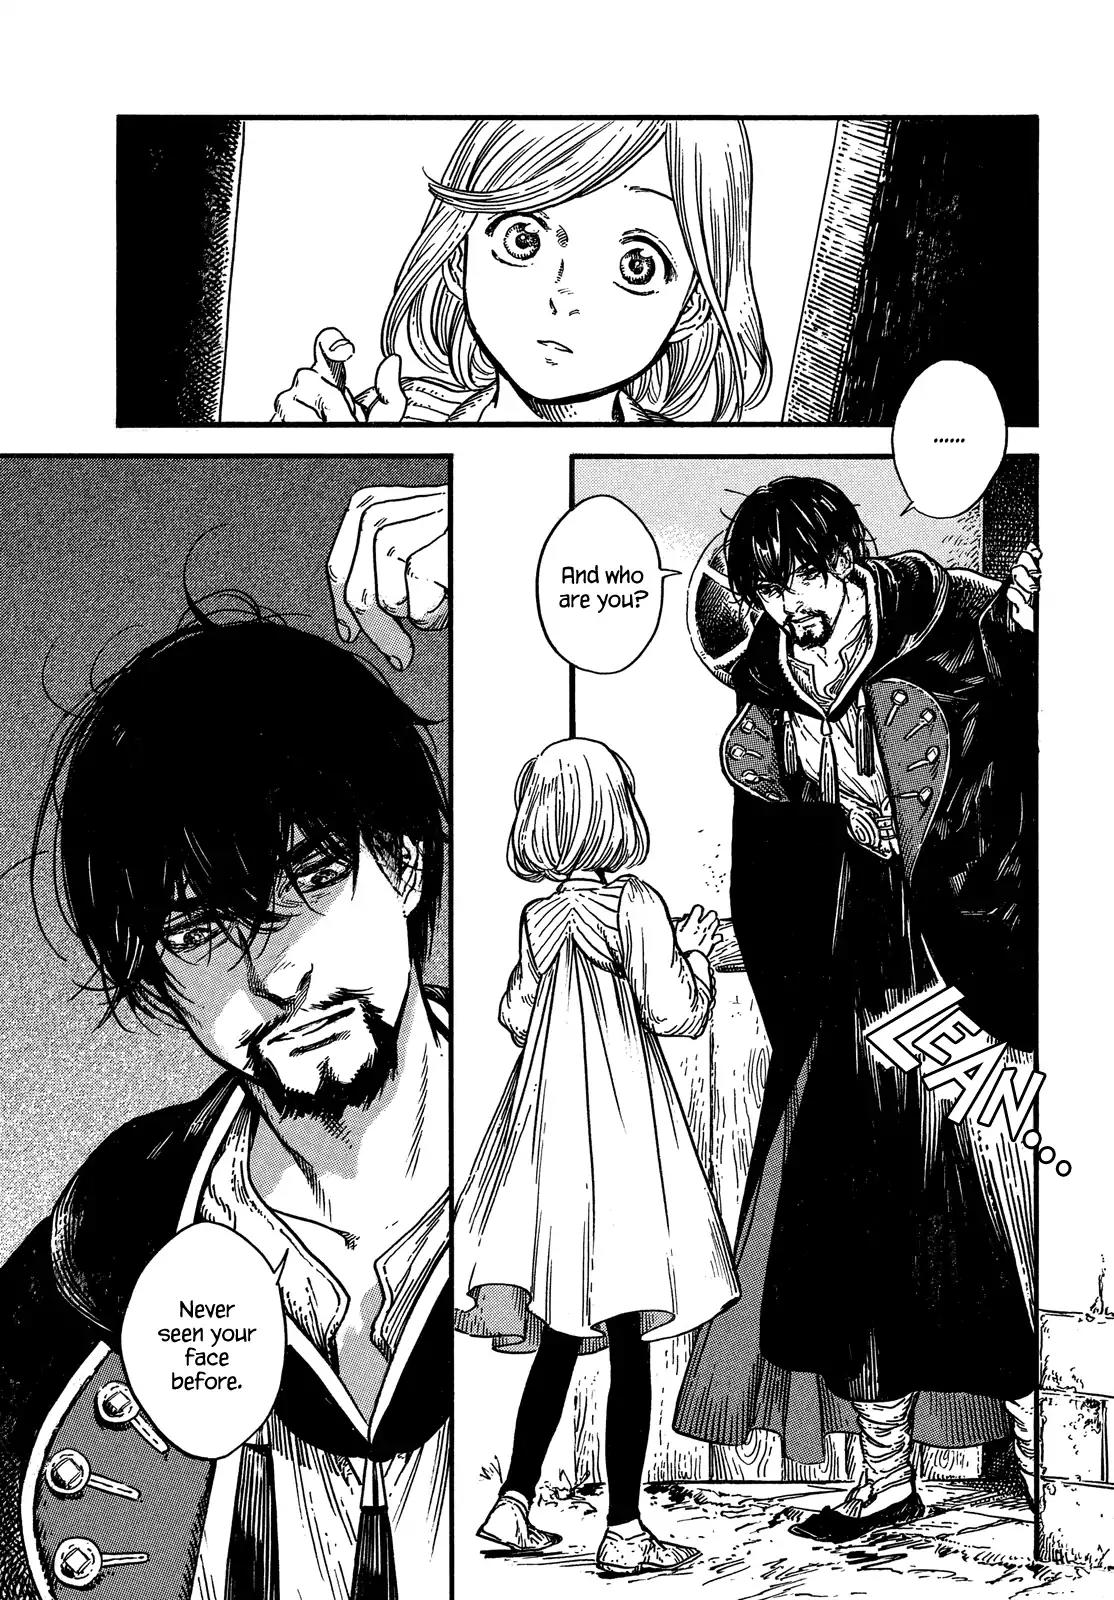 ......
And who
are you?
LEAN...
Never
seen your
face
before.